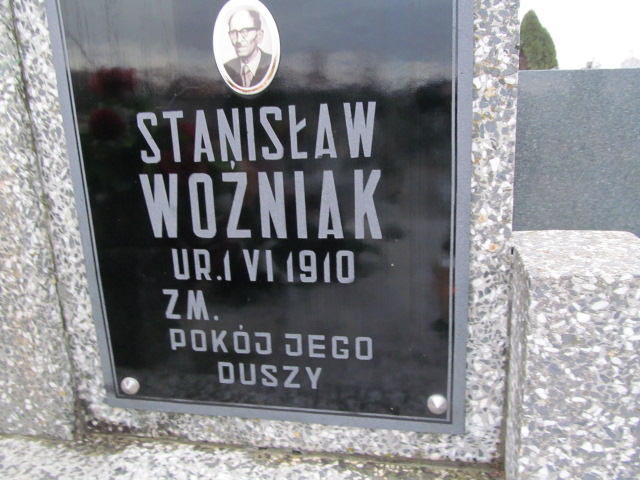 STANISŁAW
WOŹNIAK
UR. 1 VI 1910
ZM.
POKÓJ JEGO
DUSZY